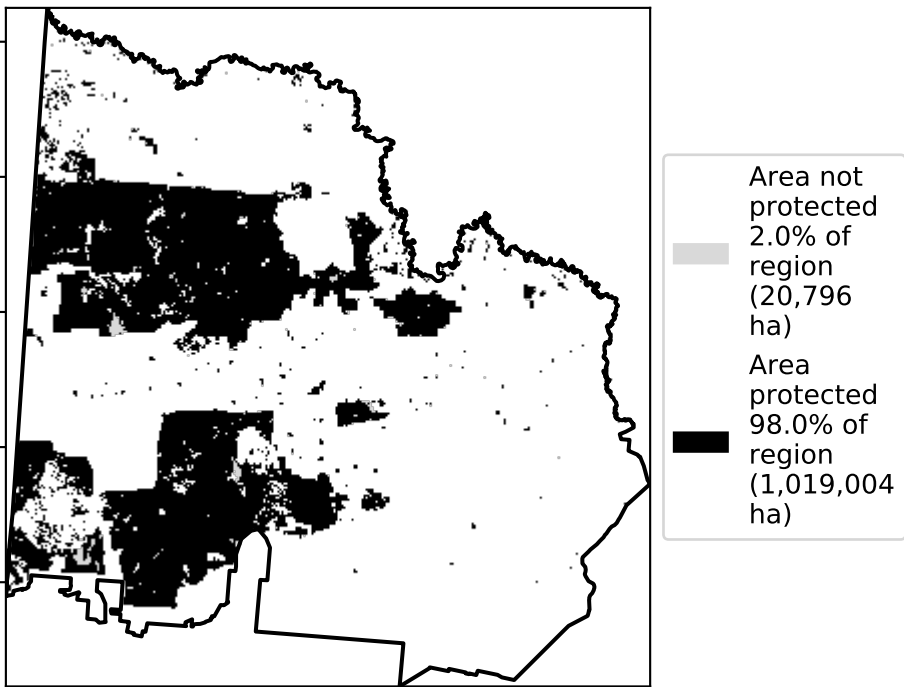 Area not
protected
2.0% of
region
(20,796
ha)
Area
protected
98.0% of
region
(1,019,004
ha)